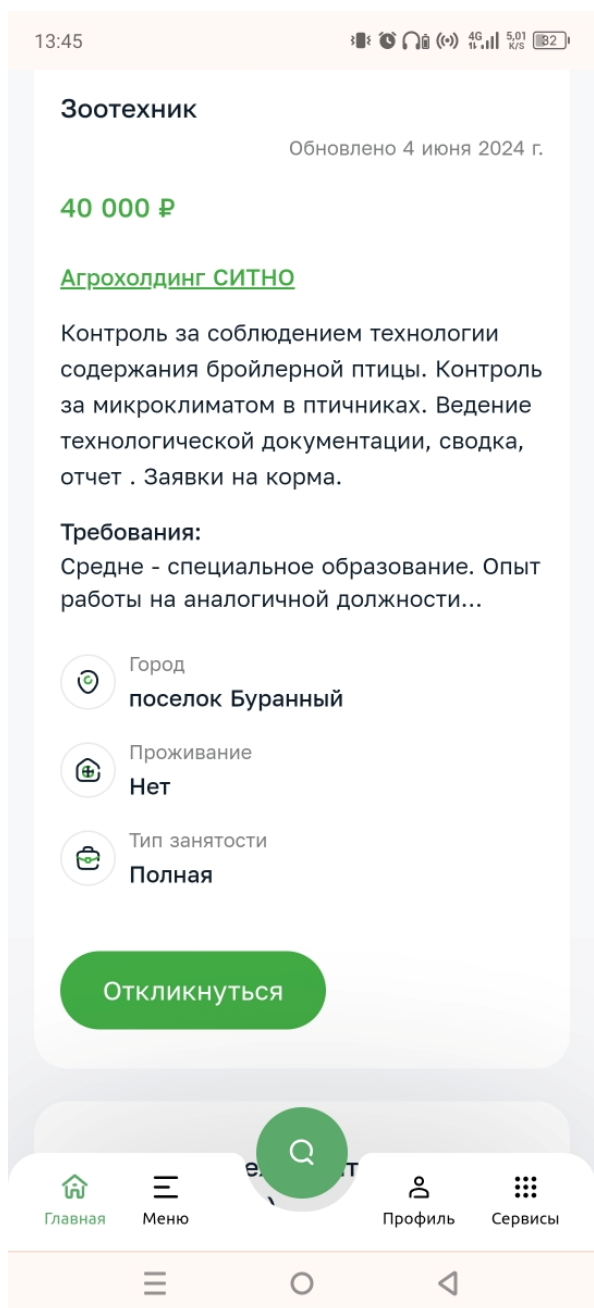 13:45
4G
5,01
K/S
82
Зоотехник
Обновлено 4 июня 2024 г.
40 000 ₽
Агрохолдинг СИТНО
Контроль за соблюдением технологии
содержания бройлерной птицы. Контроль
за микроклиматом в птичниках. Ведение
технологической документации, сводка,
отчет . Заявки на корма.
Требования:
Средне - специальное образование. Опыт
работы на аналогичной должности...
Город
поселок Буранный
Проживание
Нет
Тип занятости
Полная
Откликнуться
Главная
Меню
Профиль
Сервисы